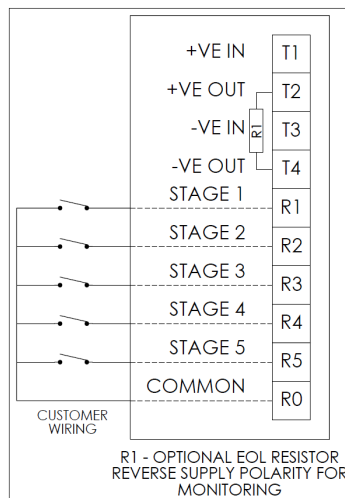 +VE IN T1
+VE OUT T2
-VE IN R1 T3
-VE OUT T4
STAGE 1 R1
STAGE 2 R2
STAGE 3 R3
STAGE 4 R4
STAGE 5 R5
COMMON R0
CUSTOMER
WIRING
R1 - OPTIONAL EOL RESISTOR
REVERSE SUPPLY POLARITY FOR
MONITORING